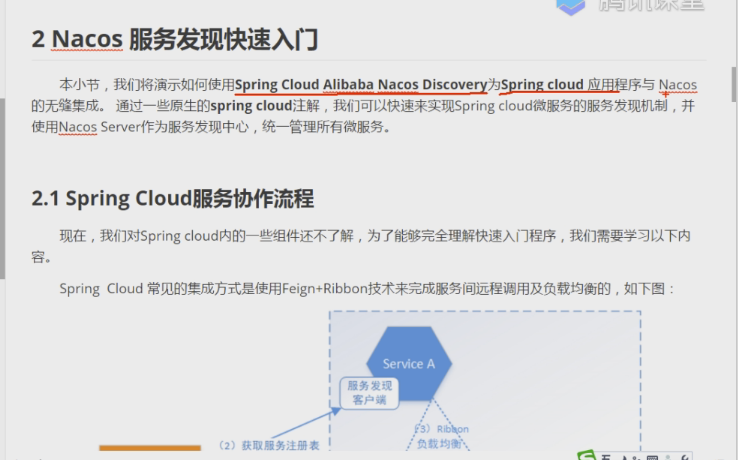 腾讯课堂
2 Nacos 服务发现快速入门
本小节，我们将演示如何使用Spring Cloud Alibaba Nacos Discovery为Spring cloud 应用程序与 Nacos
的无缝集成。 通过一些原生的spring cloud注解，我们可以快速来实现Spring cloud微服务的服务发现机制，并
使用Nacos Server作为服务发现中心，统一管理所有微服务。
2.1 Spring Cloud服务协作流程
现在，我们对Spring cloud内的一些组件还不了解，为了能够完全理解快速入门程序，我们需要学习以下内
容。
Spring Cloud 常见的集成方式是使用Feign+Ribbon技术来完成服务间远程调用及负载均衡的，如下图：
Service A
服务发现
客户端
（2）获取服务注册表
（3）Ribbon
负载均衡
五